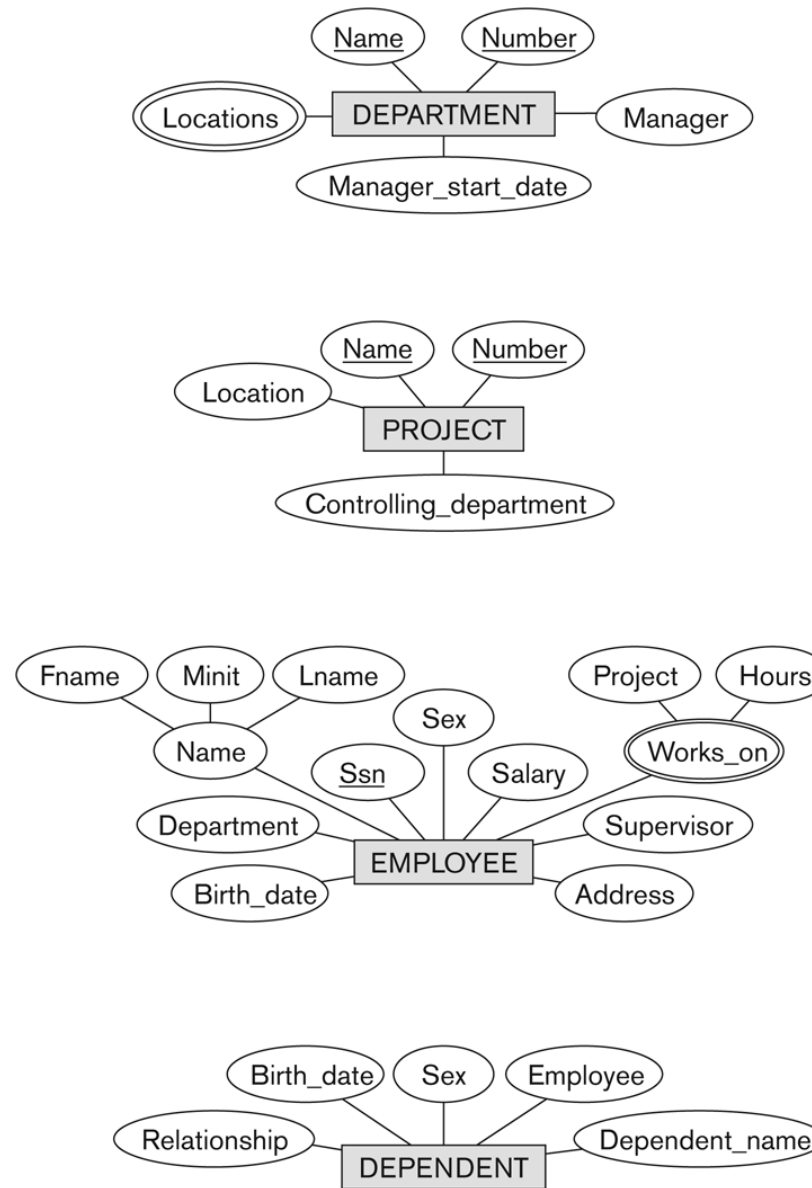 Name Number
Locations DEPARTMENT Manager
Manager_start_date
Name Number
Location
PROJECT
Controlling_department
Fname Minit Lname Project Hours
Sex
Name Works_on
Ssn Salary
Department Supervisor
EMPLOYEE
Birth_date Address
Birth_date Sex Employee
Relationship Dependent_name
DEPENDENT